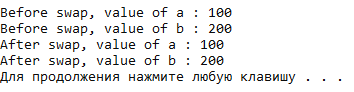 Before swap, value of a : 100
Before swap, value of b : 200
After swap, value of a : 100
After swap, value of b : 200
Для продолжения нажмите любую клавишу . . .